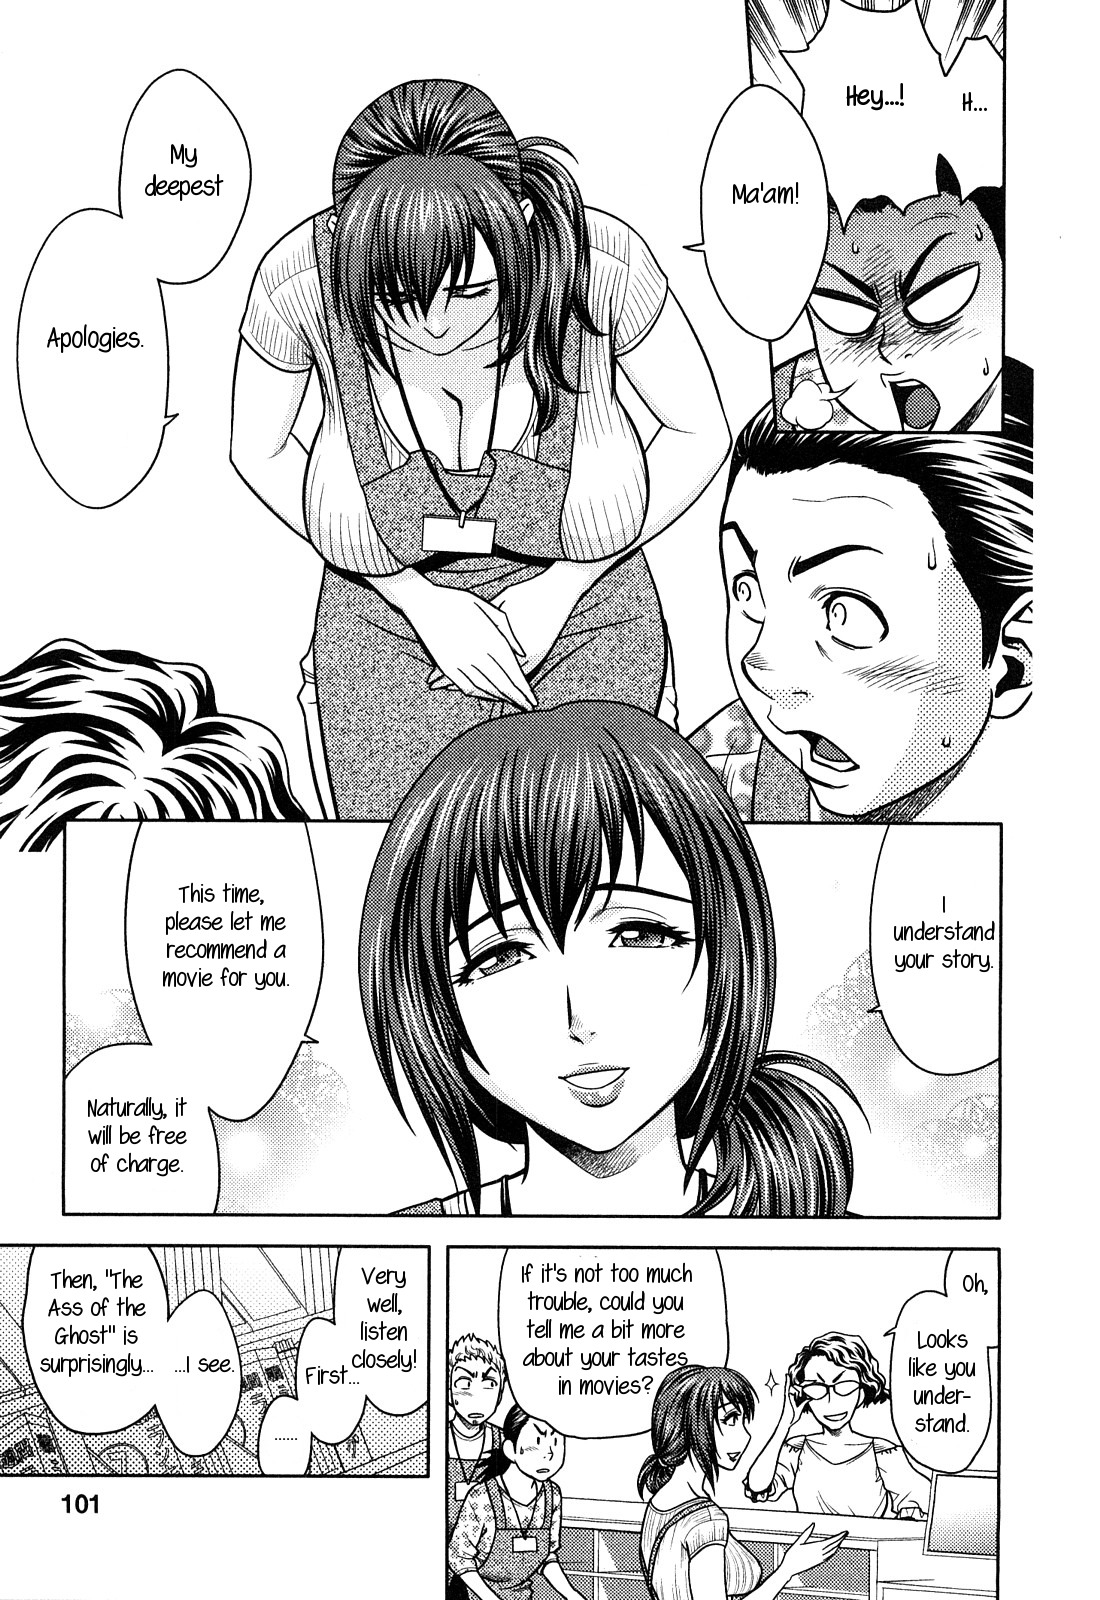 H...
Hey...!
Ma'am!
My
deepest
Apologies.
I
understand
your story.
This time,
please let me
recommend a
movie for you.
Naturally, it
will be free
of charge.
Oh,
Looks
like you
under-
stand.
If it's not too much
trouble, could you
tell me a bit more
about your tastes
in movies?
Very
well,
listen
closely!
First...
........
...I see.
Then, "The
Ass of the
Ghost" is
surprisingly...
101